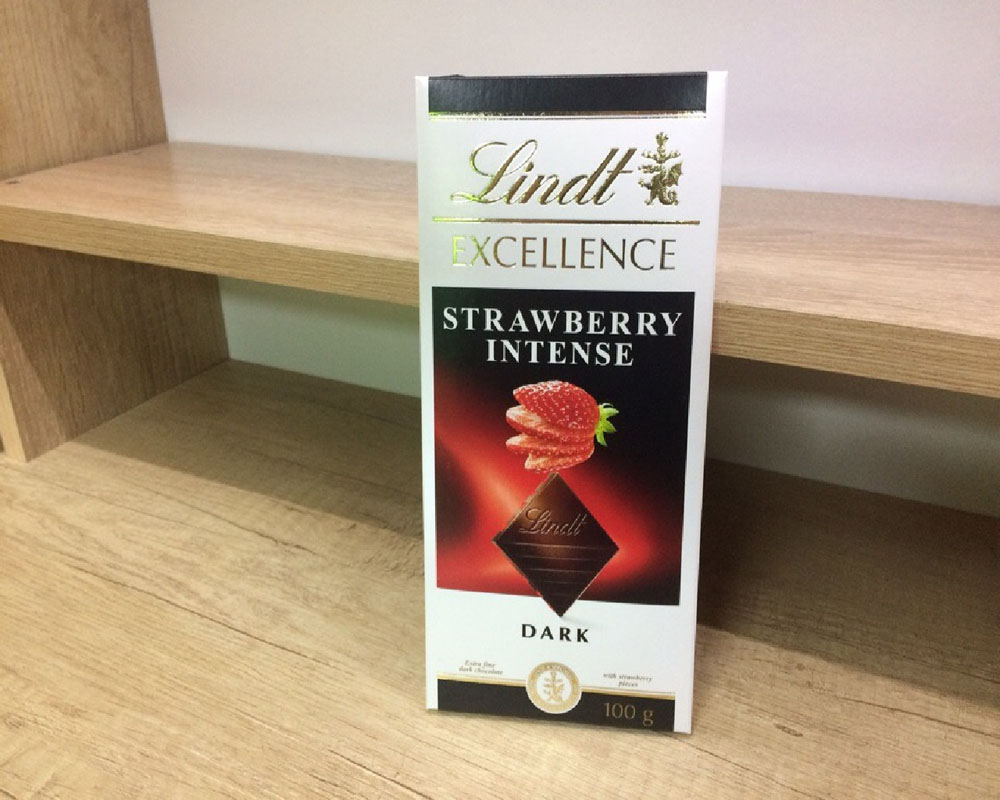 Lindt
EXCELLENCE
STRAWBERRY
INTENSE
Lindt
DARK
Extra fine
dark chocolate
with strawberry
pieces
100 g